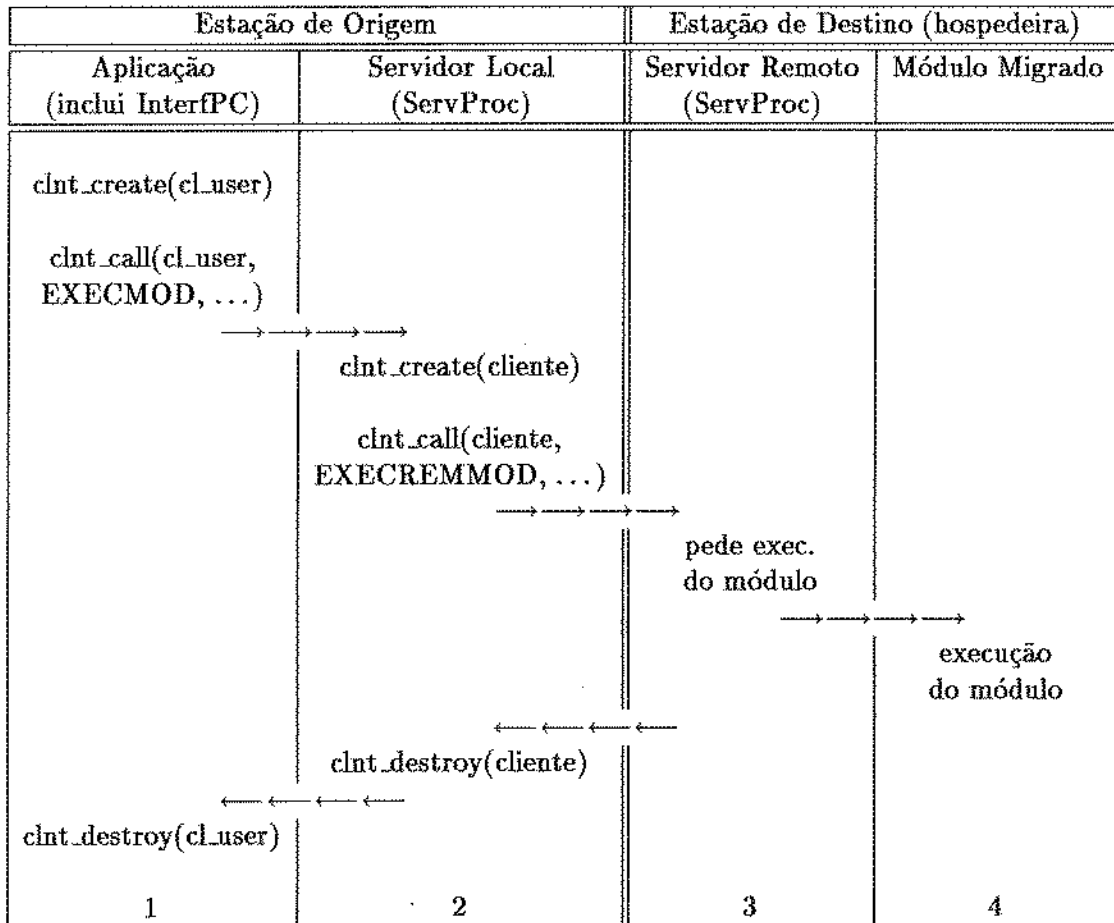 Estação de Origem
Estação de Destino (hospedeira)
Aplicação
(inclui InterfPC)
Servidor Local
(ServProc)
Servidor Remoto
(ServProc)
Módulo Migrado
clnt_create(cl_user)
clnt_call(cl_user,
EXECMOD, ...)
clnt_create(cliente)
clnt_call(cliente,
EXECREMMOD, ...)
pede exec.
do módulo
execução
do módulo
clnt_destroy(cliente)
clnt_destroy(cl_user)
1 2 3 4